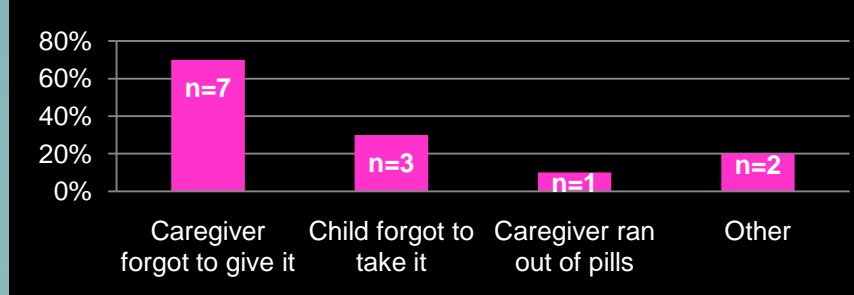 80%
60%
40%
20%
0%
n=7
n=3
n=1
n=2
Caregiver
forgot to give it
Child forgot to
take it
Caregiver ran
out of pills
Other